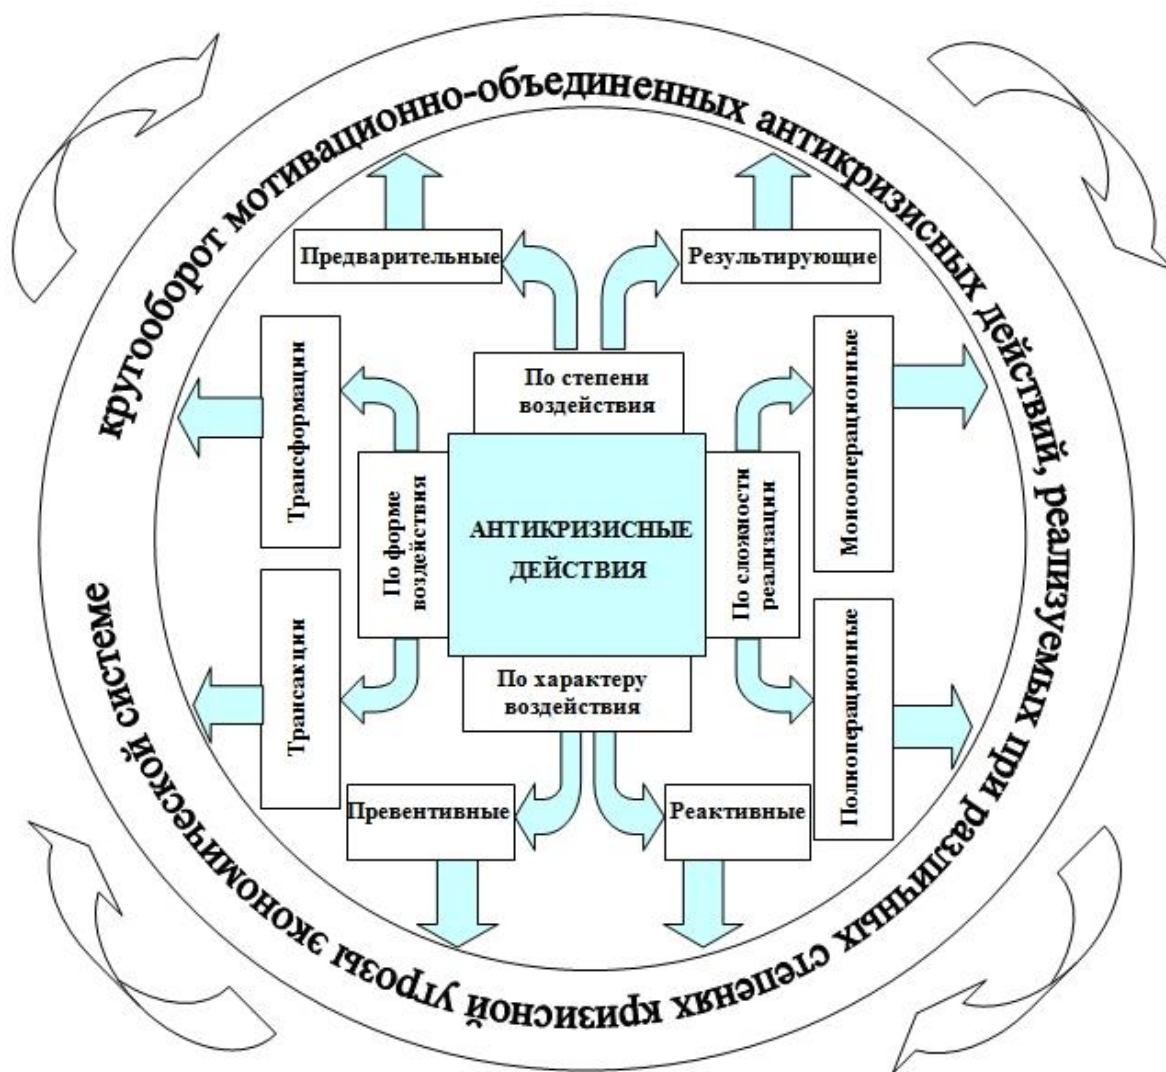 кругооборот мотивационно-объединенных антикризисных действий, реализуемых при различных степенях кризисной угрозы экономической системе
Предварительные
Результирующие
По степени
воздействия
Трансформации
Монооперационные
По форме
воздействия
АНТИКРИЗИСНЫЕ
ДЕЙСТВИЯ
По сложности
реализации
Трансакции
Полиоперационные
По характеру
воздействия
Превентивные
Реактивные